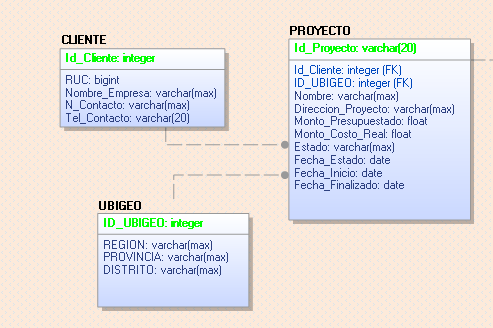 CLIENTE
Id_Cliente: integer
RUC: bigint
Nombre_Empresa: varchar(max)
N_Contacto: varchar(max)
Tel_Contacto: varchar(20)
PROYECTO
Id_Proyecto: varchar(20)
Id_Cliente: integer (FK)
ID_UBIGEO: integer (FK)
Nombre: varchar(max)
Direccion_Proyecto: varchar(max)
Monto_Presupuestado: float
Monto_Costo_Real: float
Estado: varchar(max)
Fecha_Estado: date
Fecha_Inicio: date
Fecha_Finalizado: date
UBIGEO
ID_UBIGEO: integer
REGION: varchar(max)
PROVINCIA: varchar(max)
DISTRITO: varchar(max)